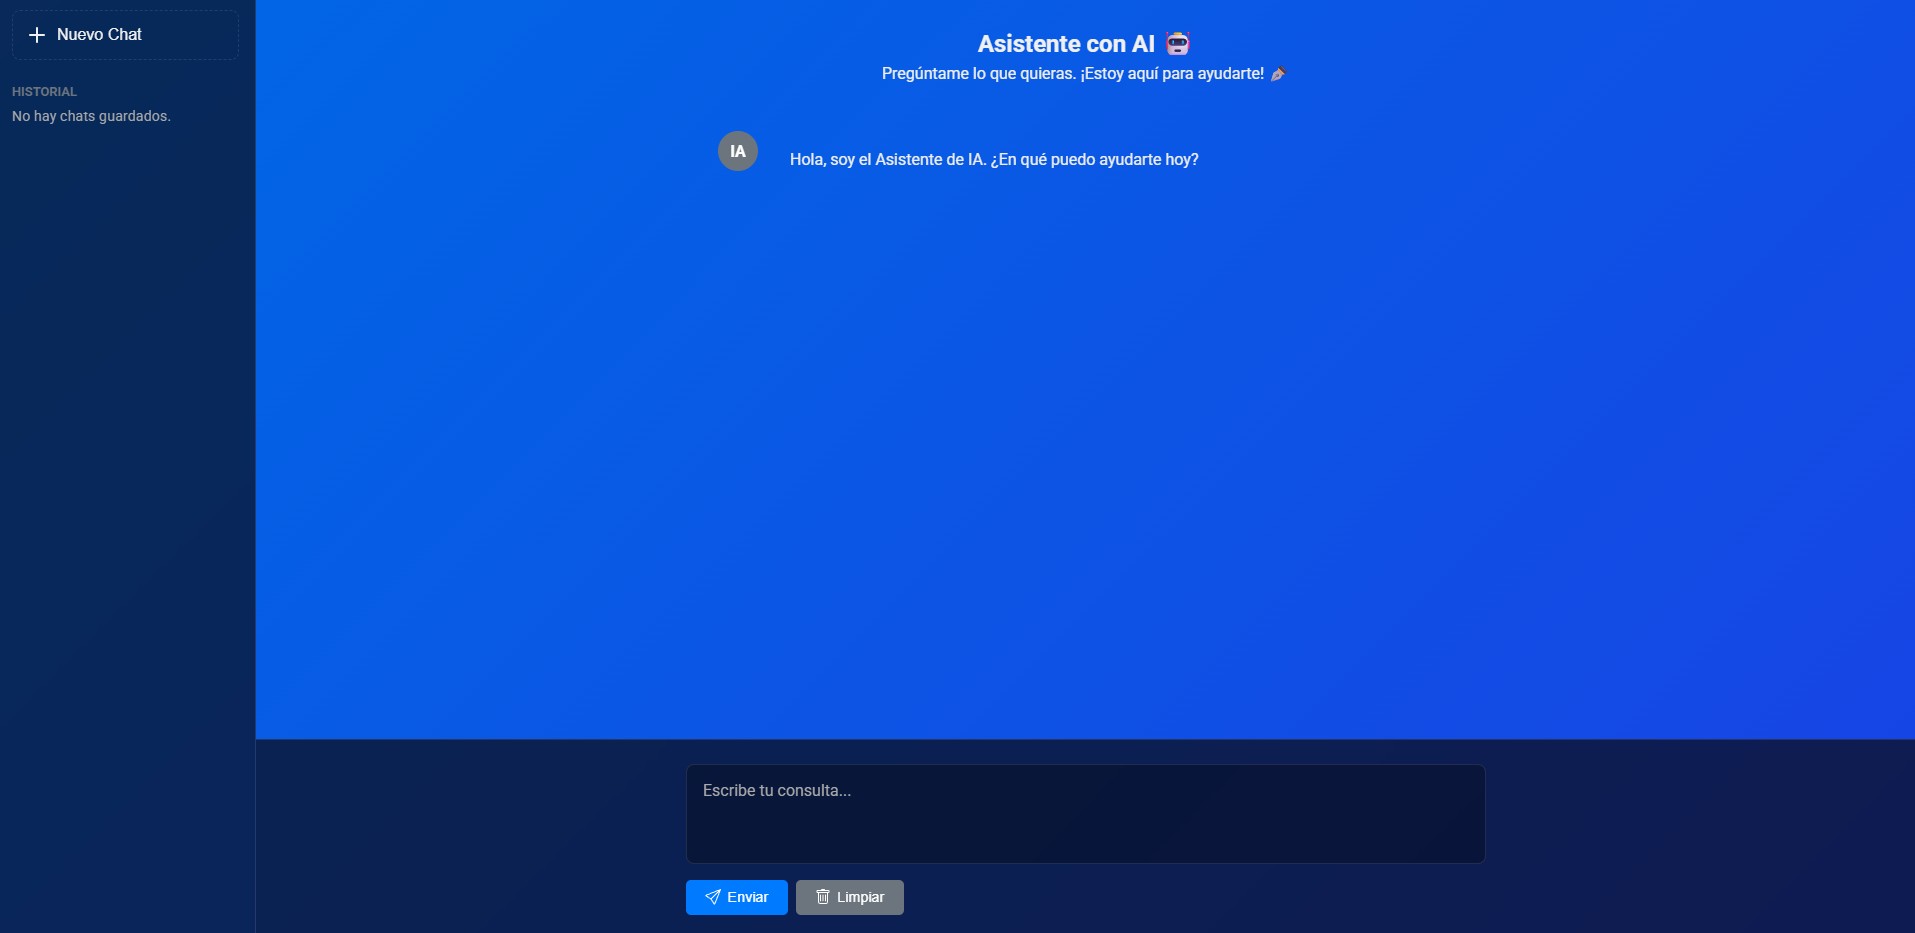 Nuevo Chat
HISTORIAL
No hay chats guardados.
Asistente con AI
Pregúntame lo que quieras. ¡Estoy aquí para ayudarte!
IA
Hola, soy el Asistente de IA. ¿En qué puedo ayudarte hoy?
Escribe tu consulta...
Enviar
Limpiar